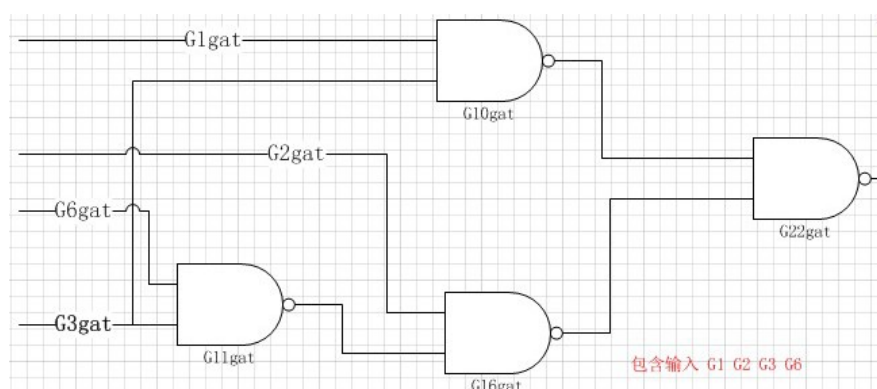 G1gat
G10gat
G2gat
G6gat
G22gat
G3gat
G11gat
G16gat
包含输入 G1 G2 G3 G6